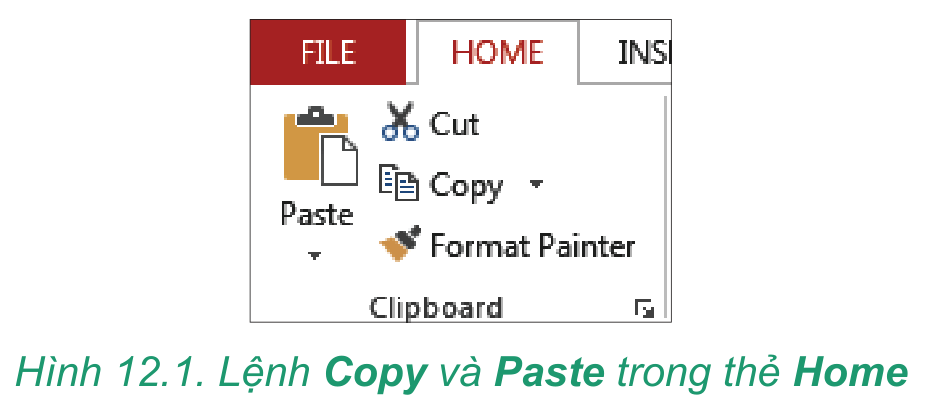 FILE HOME INS
Cut
Copy
Paste
Format Painter
Clipboard
Hình 12.1. Lệnh Copy và Paste trong thẻ Home